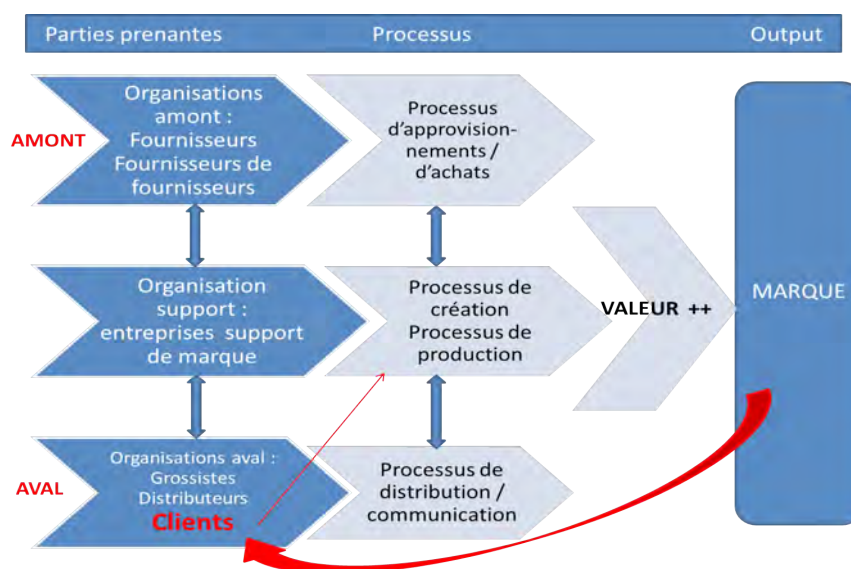 Parties prenantes
Processus
Output
AMONT
Organisations
amont :
Fournisseurs
Fournisseurs de
fournisseurs
Processus
d’approvision-
nements /
d’achats
Organisation
support :
entreprises support
de marque
Processus de
création
Processus de
production
VALEUR ++
MARQUE
AVAL
Organisations aval :
Grossistes
Distributeurs
Clients
Processus de
distribution /
communication